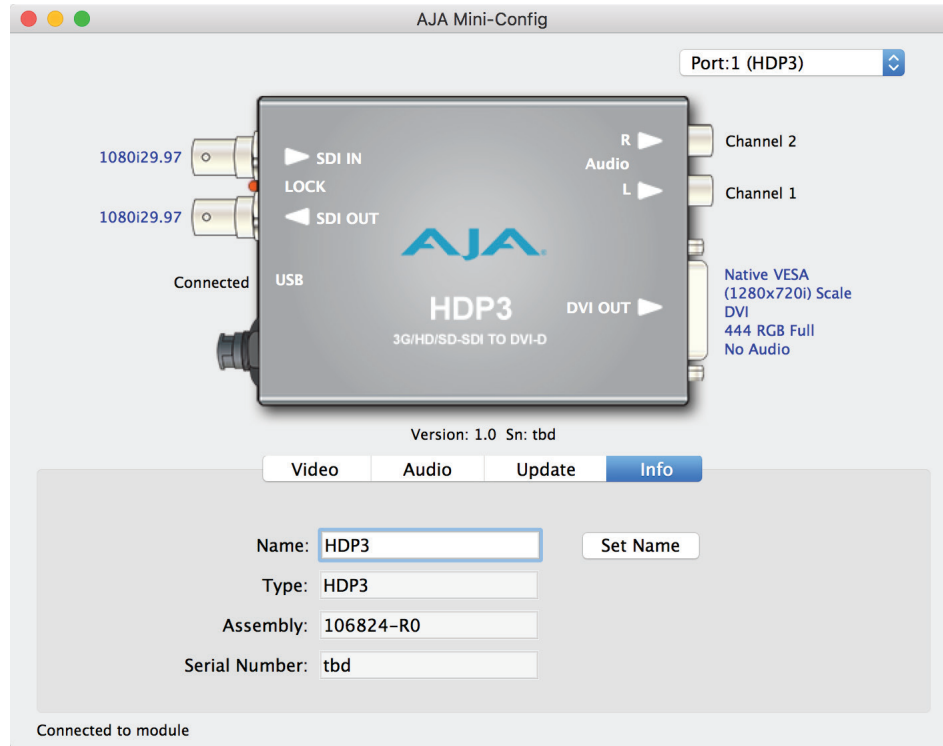 AJA Mini-Config
Port:1 (HDP3)
1080i29.97
SDI IN
R
Audio
Channel 2
LOCK
L
Channel 1
1080i29.97
SDI OUT
AJA
Connected
USB
HDP3
3G/HD/SD-SDI TO DVI-D
DVI OUT
Native VESA
(1280x720i) Scale
DVI
444 RGB Full
No Audio
Version: 1.0 Sn: tbd
Video Audio Update Info
Name: HDP3 Set Name
Type: HDP3
Assembly: 106824-R0
Serial Number: tbd
Connected to module